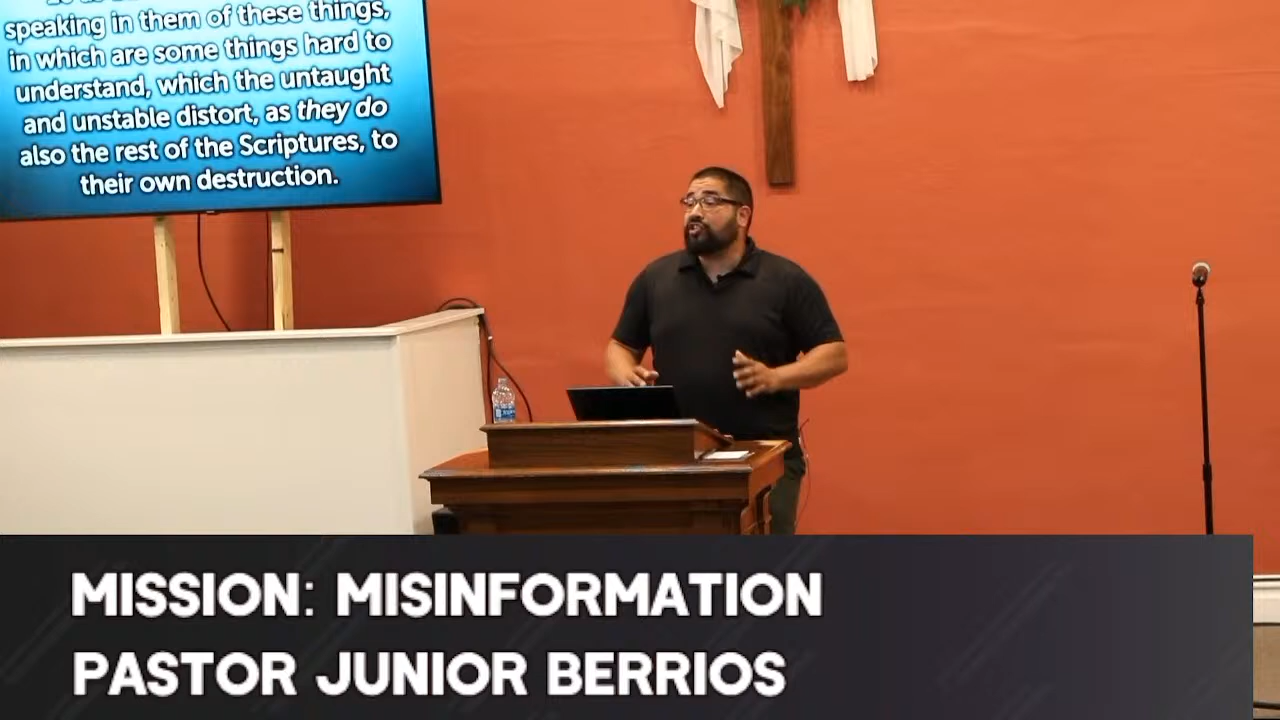 speaking in them of these things,
in which are some things hard to
understand, which the untaught
and unstable distort, as they do
also the rest of the Scriptures, to
their own destruction.
MISSION: MISINFORMATION
PASTOR JUNIOR BERRIOS